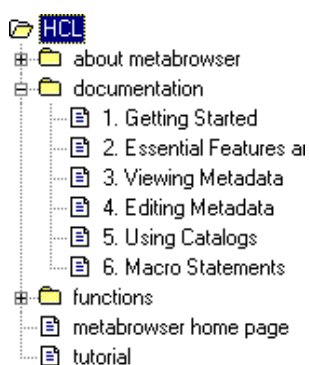 HCL
about metabrowser
documentation
1. Getting Started
2. Essential Features
3. Viewing Metadata
4. Editing Metadata
5. Using Catalogs
6. Macro Statements
functions
metabrowser home page
tutorial